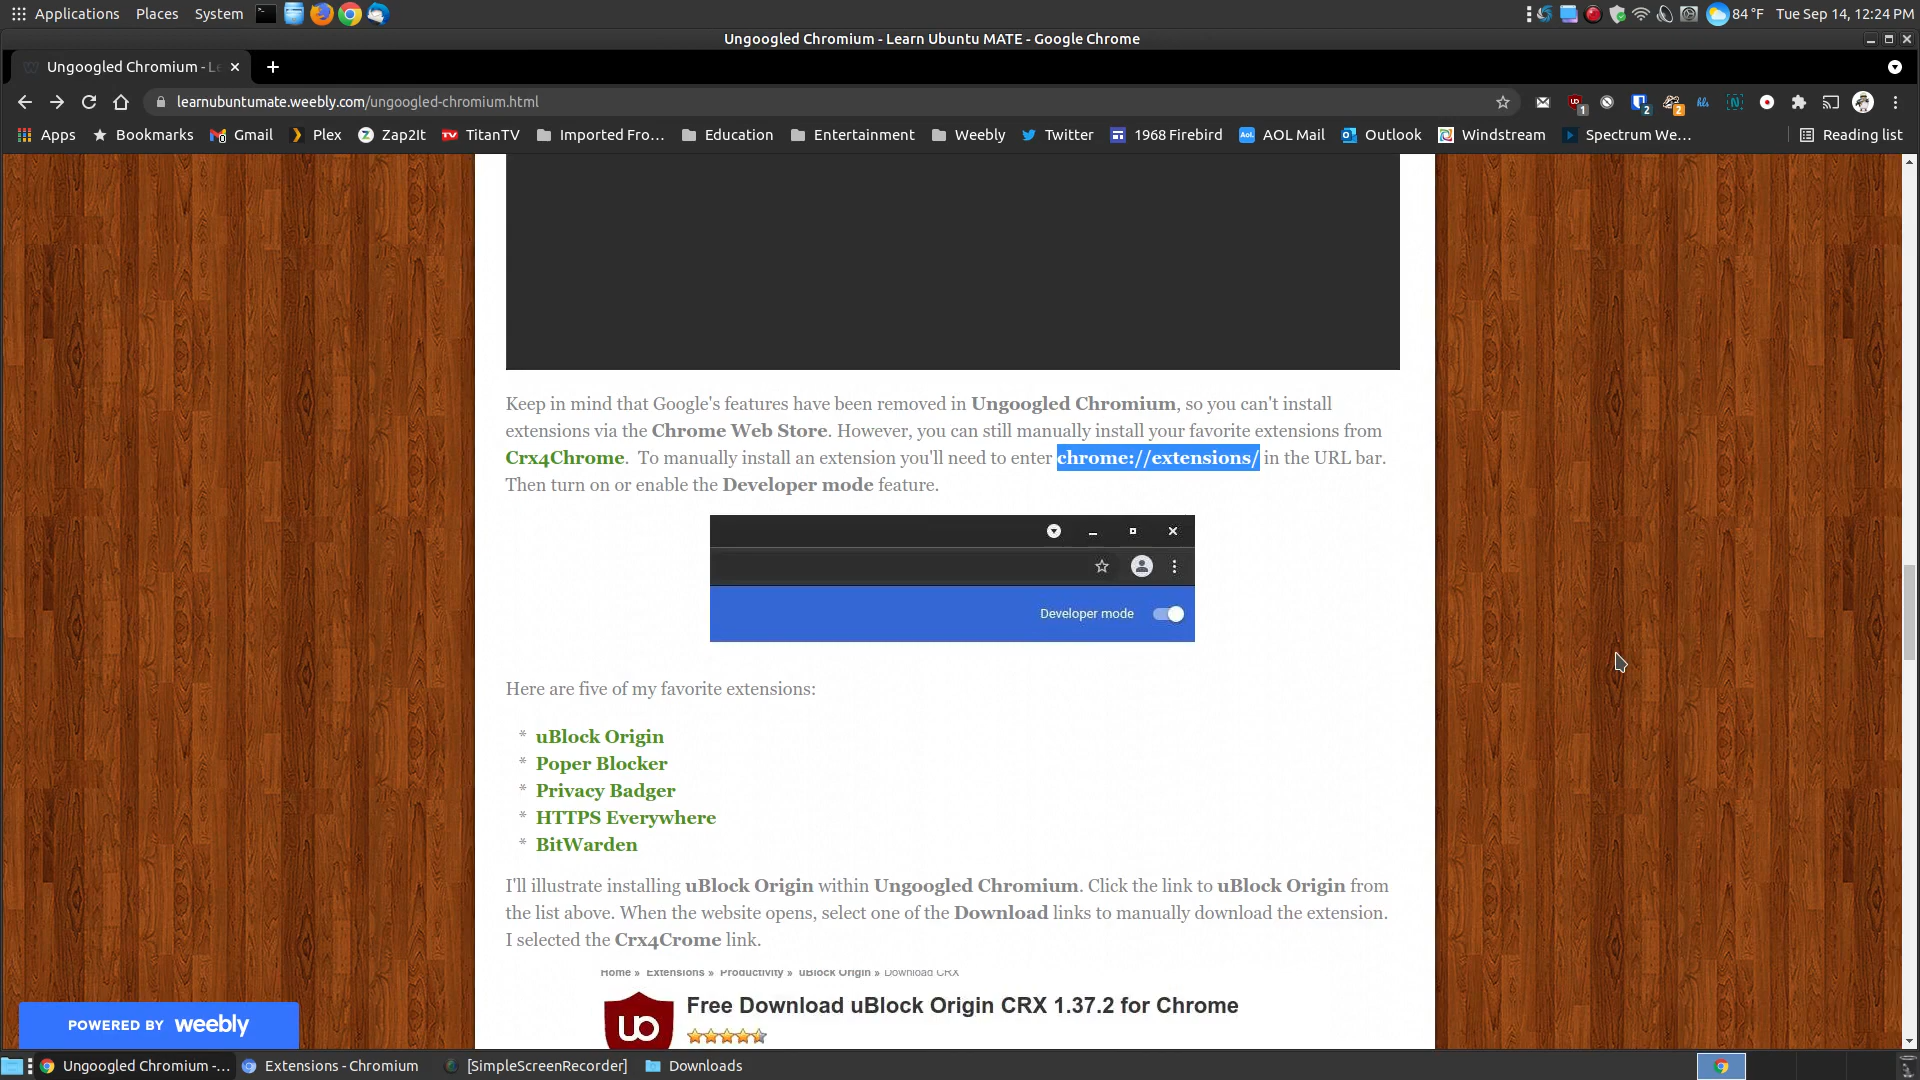 Applications Places System 84 °F Tue Sep 14, 12:24 PM
Ungoogled Chromium - Learn Ubuntu MATE - Google Chrome
Ungoogled Chromium - Le
learnubuntumate.weebly.com/ungoogled-chromium.html 1 2 2
Apps Bookmarks Gmail Plex Zap2It TitanTV Imported Fro... Education Entertainment Weebly Twitter 1968 Firebird AOL Mail Outlook Windstream Spectrum We... Reading list
Keep in mind that Google's features have been removed in Ungoogled Chromium, so you can't install
extensions via the Chrome Web Store. However, you can still manually install your favorite extensions from
Crx4Chrome. To manually install an extension you'll need to enter chrome://extensions/ in the URL bar.
Then turn on or enable the Developer mode feature.
Developer mode
Here are five of my favorite extensions:
* uBlock Origin
* Poper Blocker
* Privacy Badger
* HTTPS Everywhere
* BitWarden
I'll illustrate installing uBlock Origin within Ungoogled Chromium. Click the link to uBlock Origin from
the list above. When the website opens, select one of the Download links to manually download the extension.
I selected the Crx4Crome link.
Home » Extensions » Productivity » uBlock Origin » Download CRX
Free Download uBlock Origin CRX 1.37.2 for Chrome
uo
POWERED BY weebly
Ungoogled Chromium -... Extensions - Chromium [SimpleScreenRecorder] Downloads